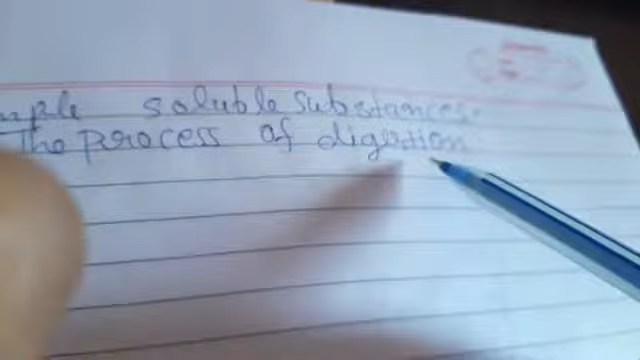 soluble substances.
The process of digestion